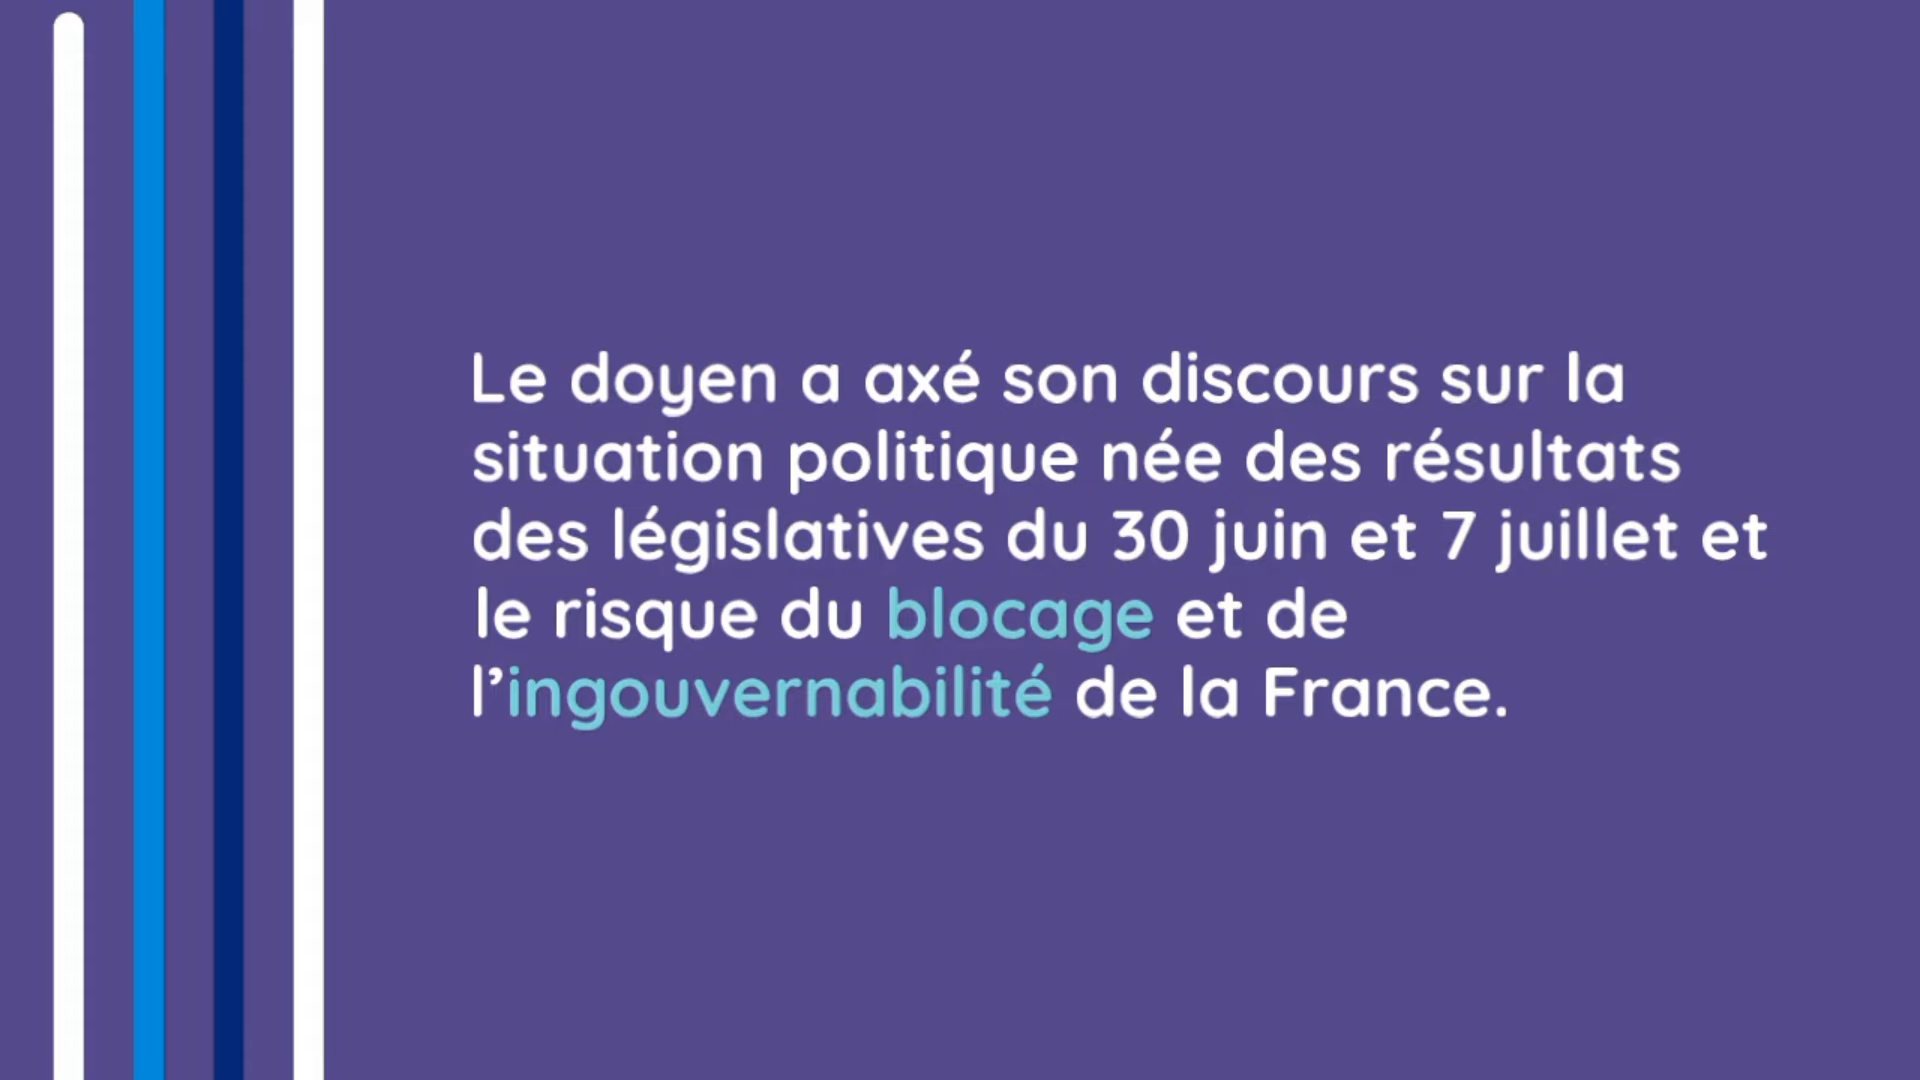 Le doyen a axé son discours sur la
situation politique née des résultats
des législatives du 30 juin et 7 juillet et
le risque du blocage et de
l’ingouvernabilité de la France.